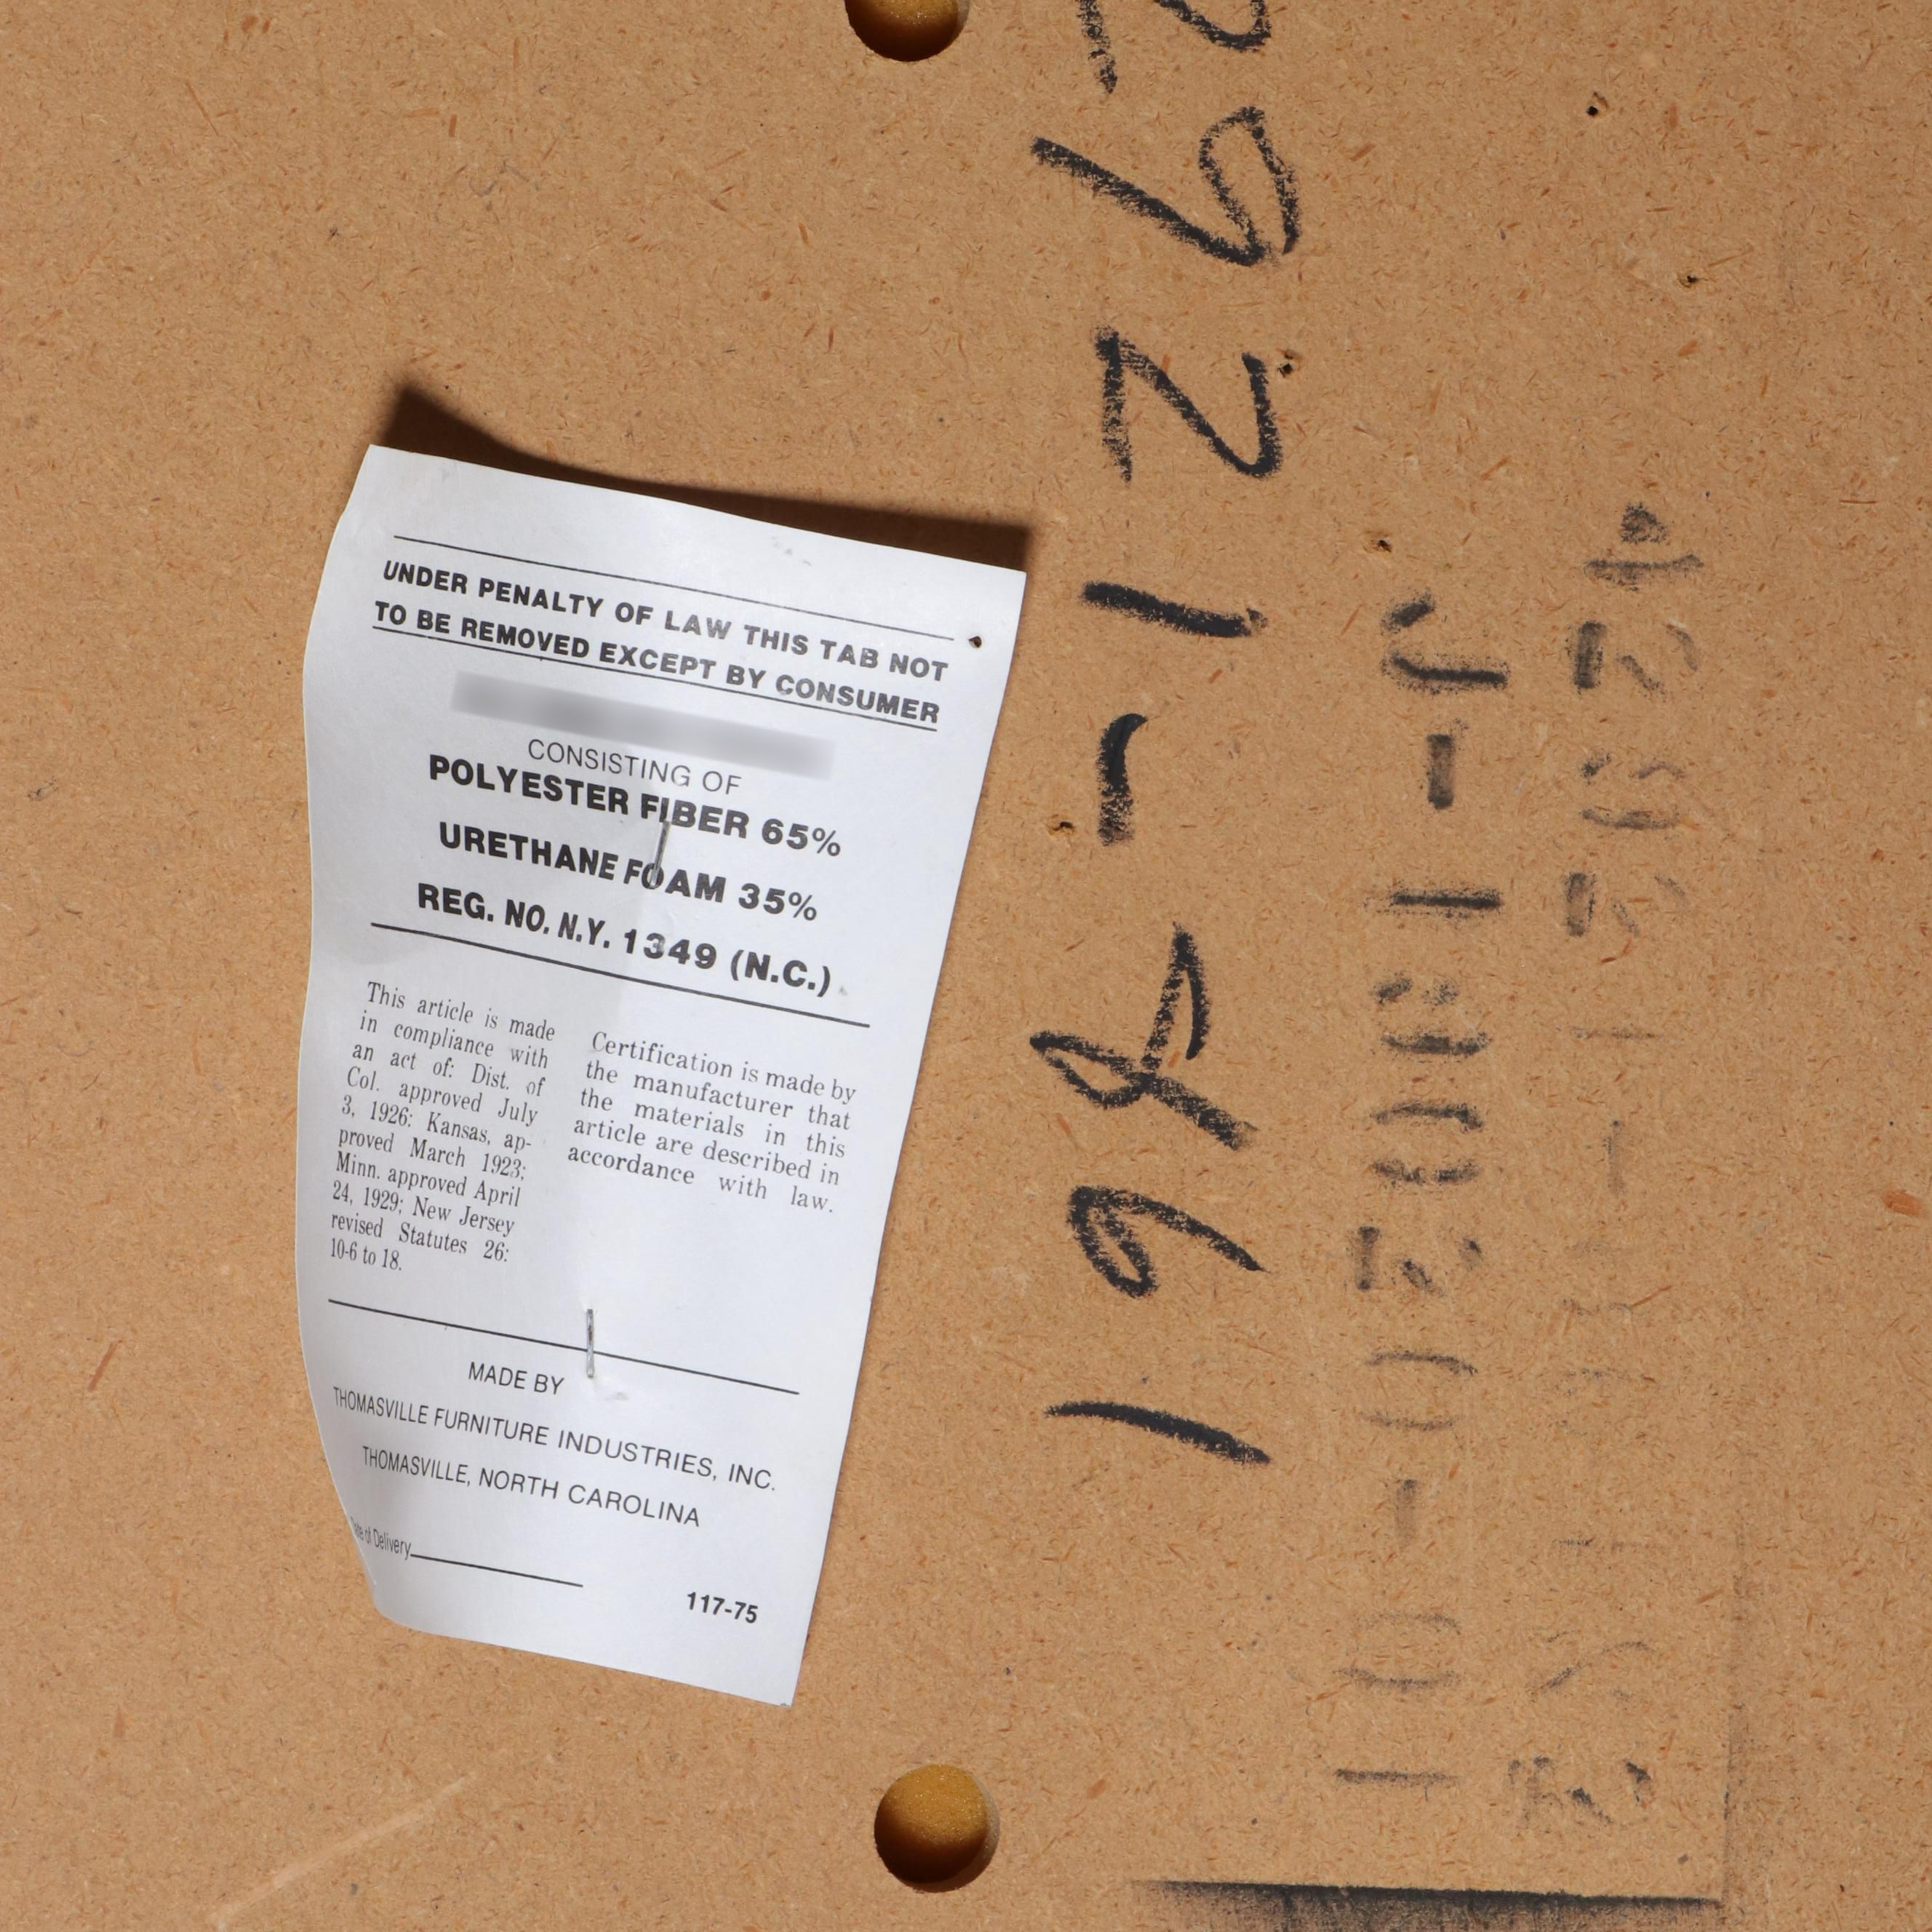 UNDER PENALTY OF LAW THIS TAB NOT
TO BE REMOVED EXCEPT BY CONSUMER
CONSISTING OF
POLYESTER FIBER 65%
URETHANE FOAM 35%
REG. NO. N.Y. 1349 (N.C.)
This article is made
in compliance with
an act of: Dist. of
Col. approved July
3, 1926: Kansas, ap-
proved March 1923;
Minn. approved April
24, 1929; New Jersey
revised Statutes 26:
10-6 to 18.
Certification is made by
the manufacturer that
the materials in this
article are described in
accordance with law.
MADE BY
THOMASVILLE FURNITURE INDUSTRIES, INC.
THOMASVILLE, NORTH CAROLINA
Date of Delivery
117-75
198-1262